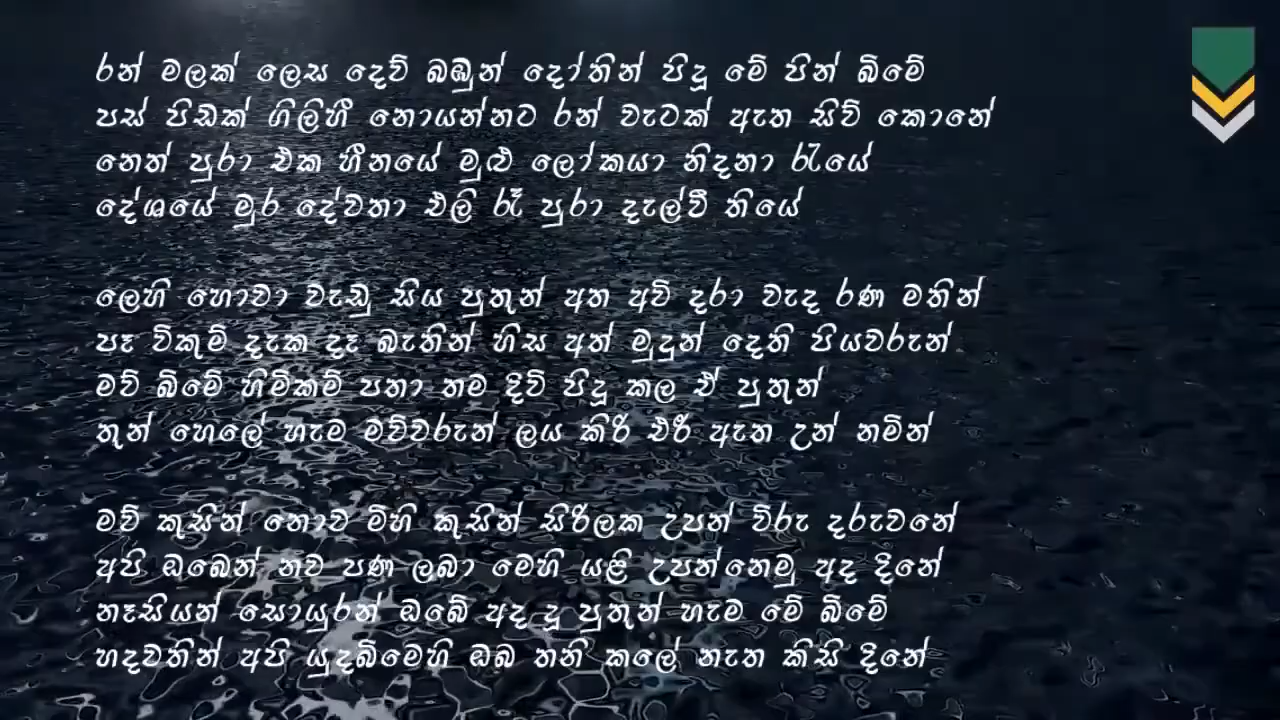 රන් මලක් ලෙස දෙව් බඹුන් දෝතින් පිදූ මේ පින් බිමේ
පස් පිඩක් ගිලිහී නොයන්නට රන් වැටක් ඇත සිව් කොනේ
නෙත් පුරා එක හීනයේ මුළු ලෝකයා නිදනා රැයේ
දේශයේ මුර දේවතා එලි රෑ පුරා දැල්වී තියේ
ලෙහි හොවා වැඩු සිය පුතුන් අත අවි දරා වැද රණ මතින්
පෑ විකුම් දැක දෑ බැතින් හිස අත් මුදුන් දෙති පියවරුන්
මව් බිමේ හිමිකම් පතා තම දිවි පිදූ කල ඒ පුතුන්
තුන් හෙලේ හැම මව්වරුන් ලය කිරි එරී ඇත උන් නමින්
මව් කුසින් නොව මිහි කුසින් සිරිලක උපන් විරු දරුවනේ
අපි ඔබෙන් නව පණ ලබා මෙහි යළි උපන්නෙමු අද දිනේ
නෑසියන් සොයුරන් ඔබේ අද දූ පුතුන් හැම මේ බිමේ
හදවතින් අපි යුදබිමෙහි ඔබ තනි කලේ නැත කිසි දිනේ